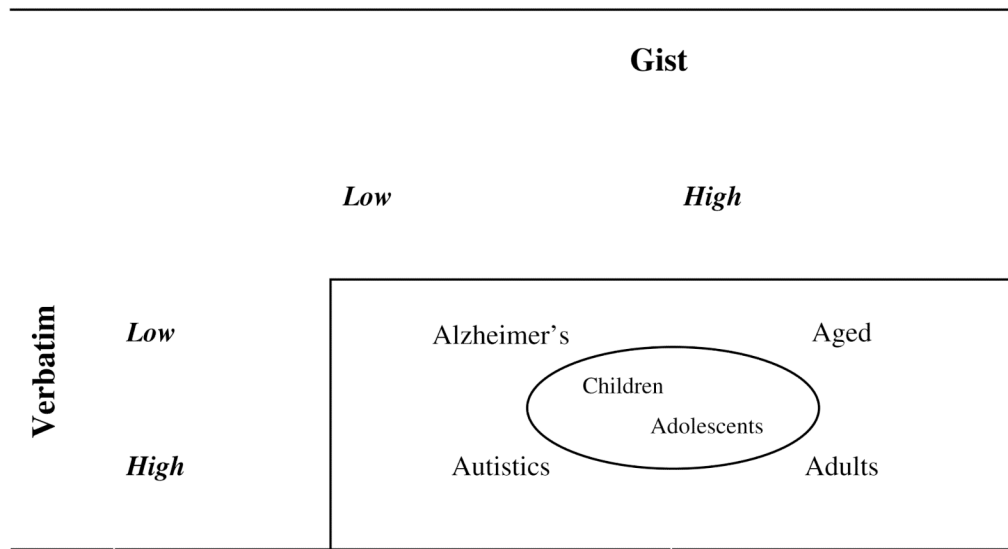 Gist
Low High
Verbatim
Low Alzheimer’s Aged
Children
Adolescents
High Autistics Adults